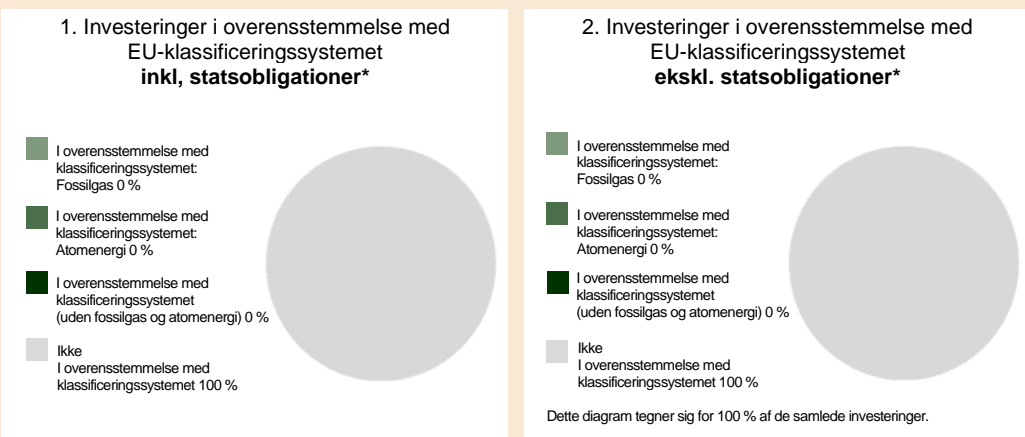 1. Investeringer i overensstemmelse med
EU-klassificeringssystemet
inkl, statsobligationer*
I overensstemmelse med
klassificeringssystemet:
Fossilgas 0 %
I overensstemmelse med
klassificeringssystemet:
Atomenergi 0 %
I overensstemmelse med
klassificeringssystemet
(uden fossilgas og atomenergi) 0 %
Ikke
I overensstemmelse med
klassificeringssystemet 100 %
2. Investeringer i overensstemmelse med
EU-klassificeringssystemet
ekskl. statsobligationer*
I overensstemmelse med
klassificeringssystemet:
Fossilgas 0 %
I overensstemmelse med
klassificeringssystemet:
Atomenergi 0 %
I overensstemmelse med
klassificeringssystemet
(uden fossilgas og atomenergi) 0 %
Ikke
I overensstemmelse med
klassificeringssystemet 100 %
Dette diagram tegner sig for 100 % af de samlede investeringer.